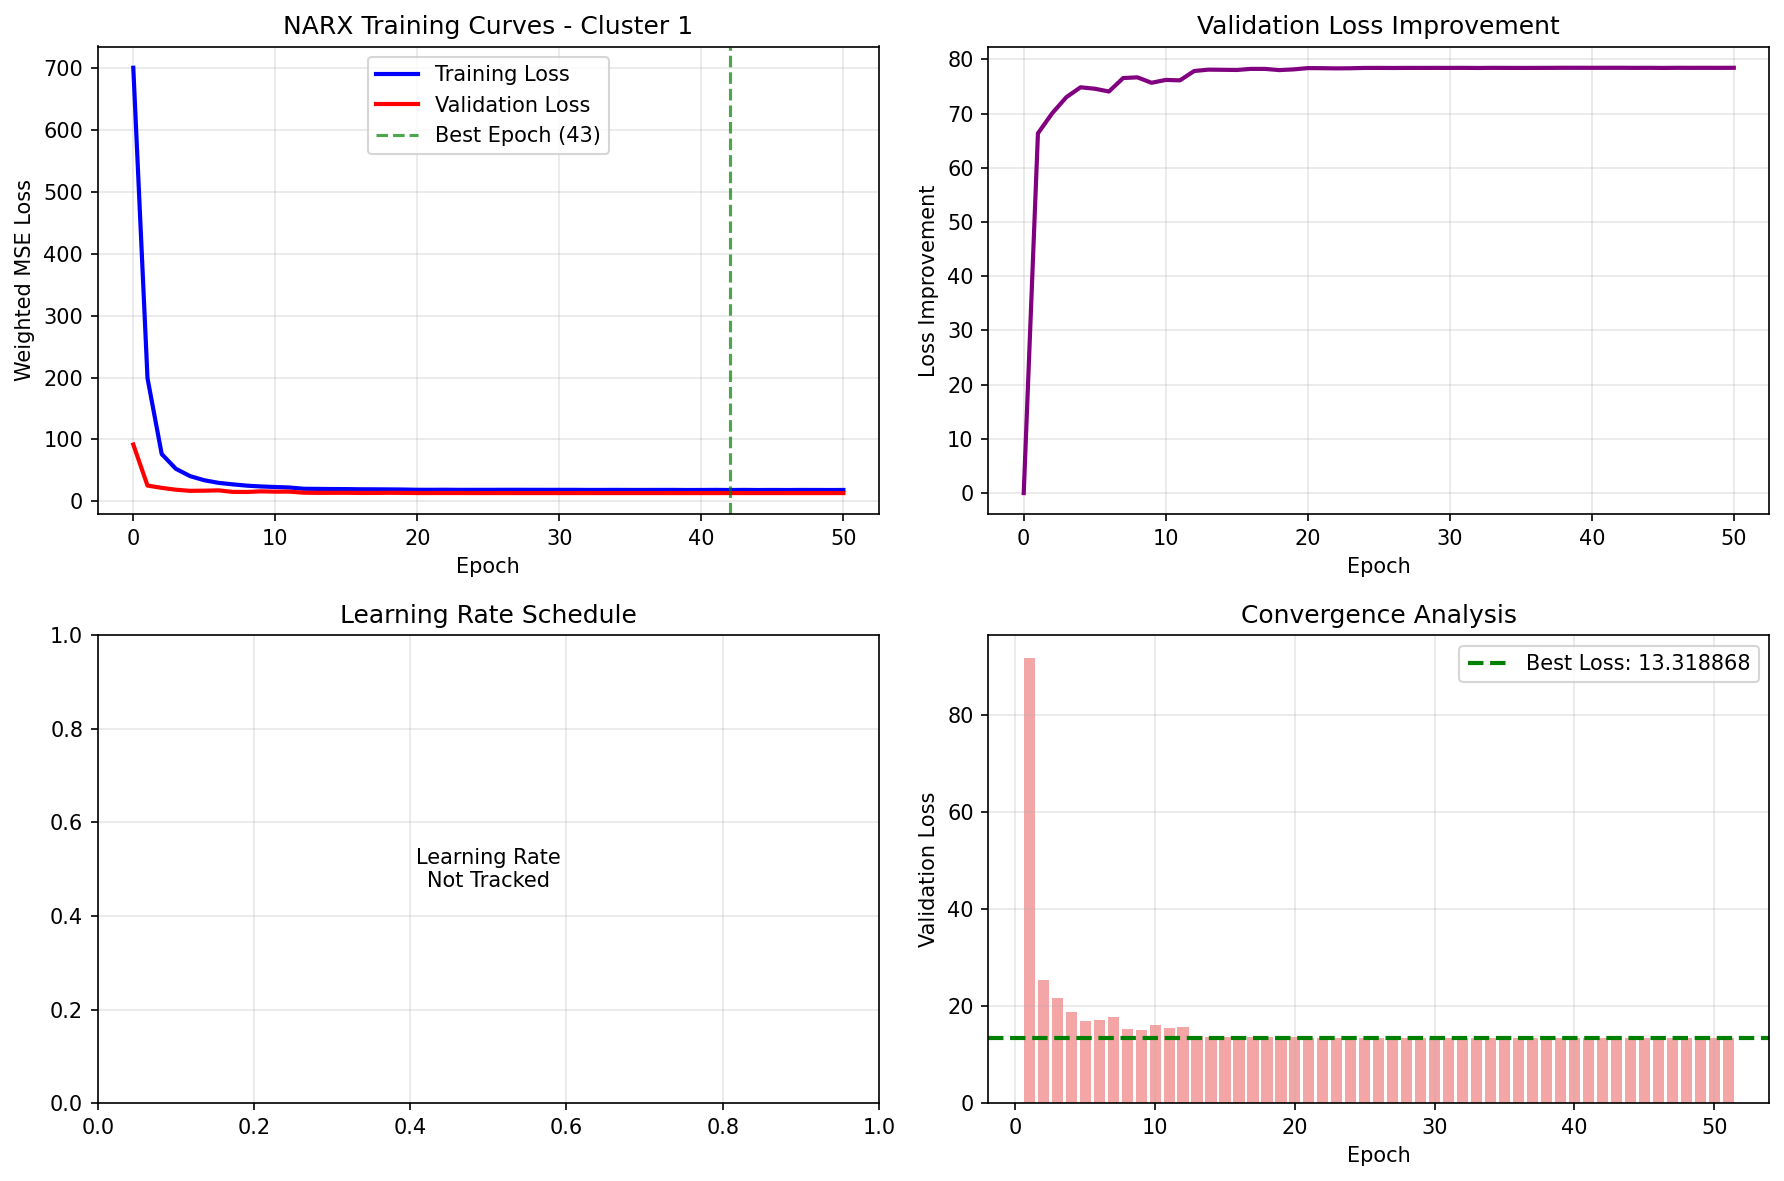 NARX Training Curves - Cluster 1
Weighted MSE Loss
700
600
500
400
300
200
100
0
Training Loss
Validation Loss
Best Epoch (43)
0 10 20 30 40 50
Epoch
Validation Loss Improvement
Loss Improvement
80
70
60
50
40
30
20
10
0
0 10 20 30 40 50
Epoch
Learning Rate Schedule
1.0
0.8
0.6
0.4
0.2
0.0
Learning Rate
Not Tracked
0.0 0.2 0.4 0.6 0.8 1.0
Convergence Analysis
Validation Loss
80
60
40
20
0
Best Loss: 13.318868
0 10 20 30 40 50
Epoch